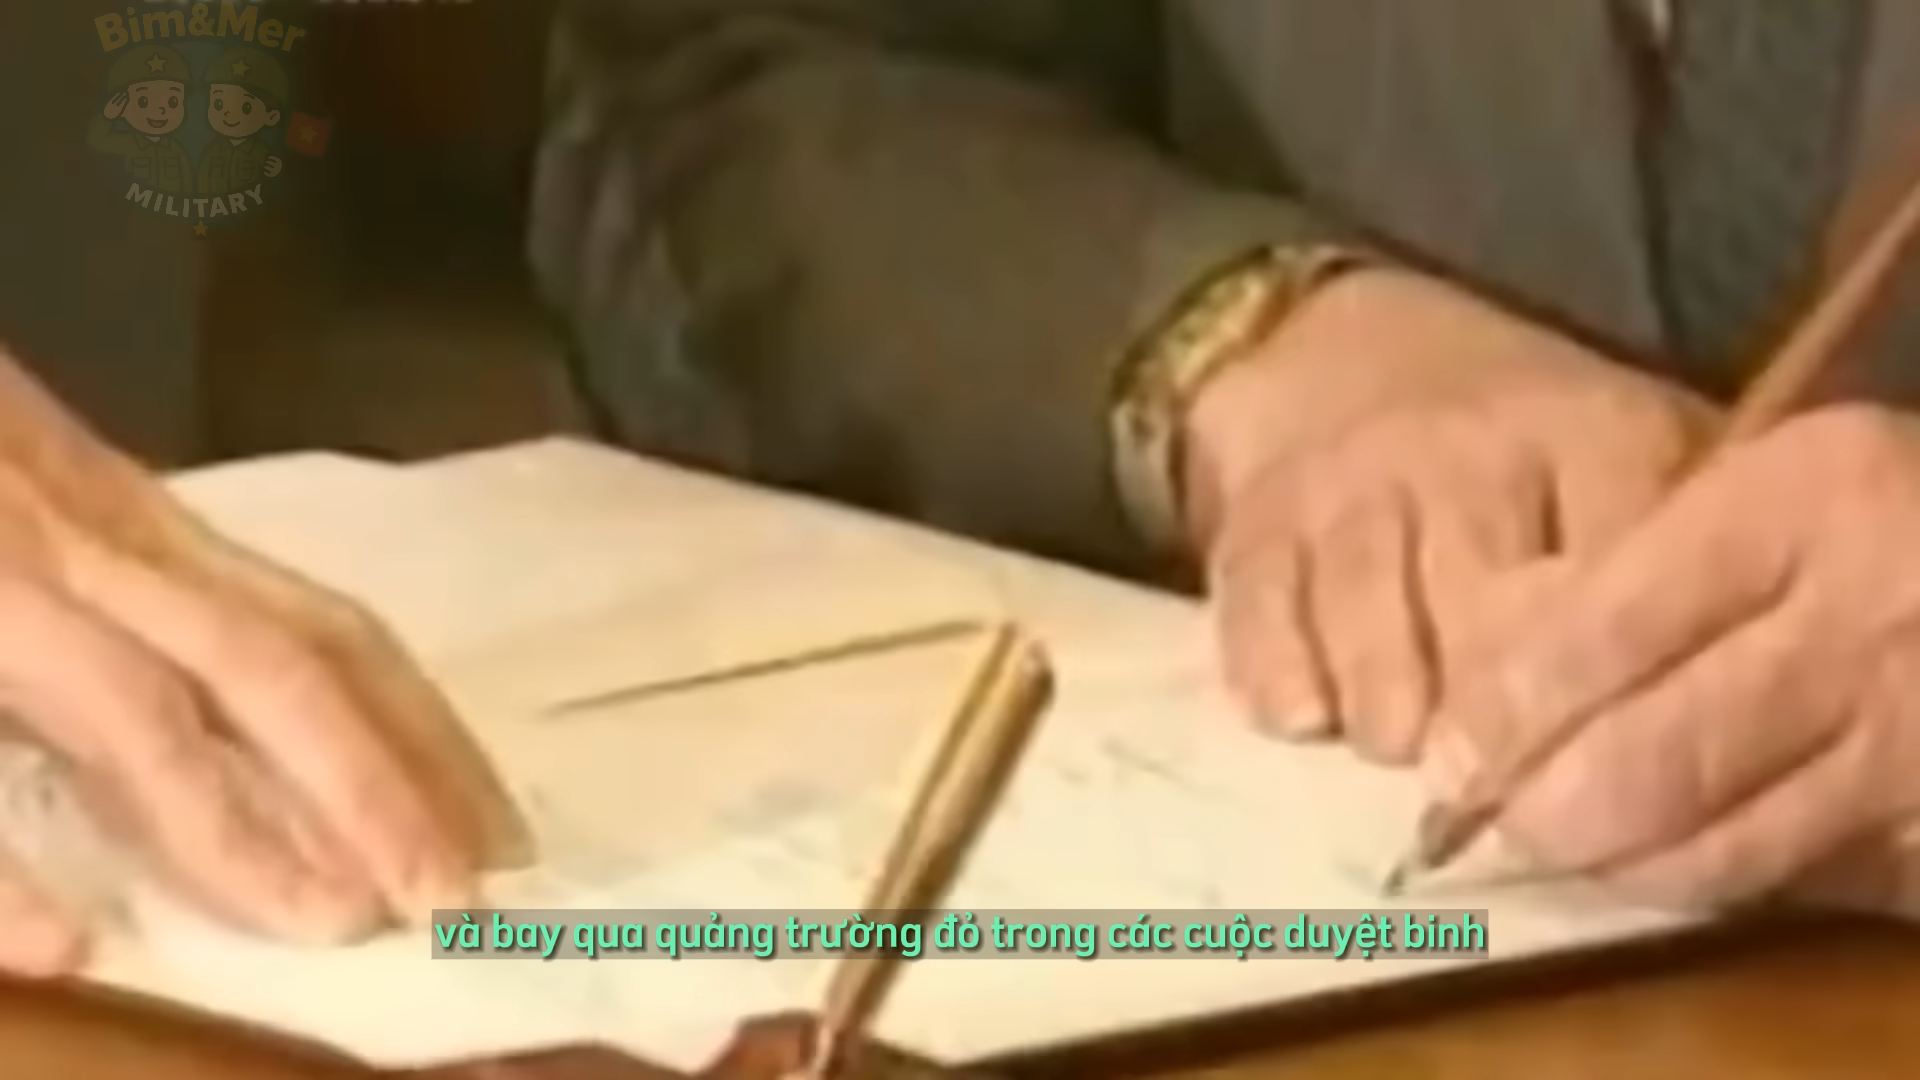 Bim&Mer
MILITARY
và bay qua quảng trường đỏ trong các cuộc duyệt binh